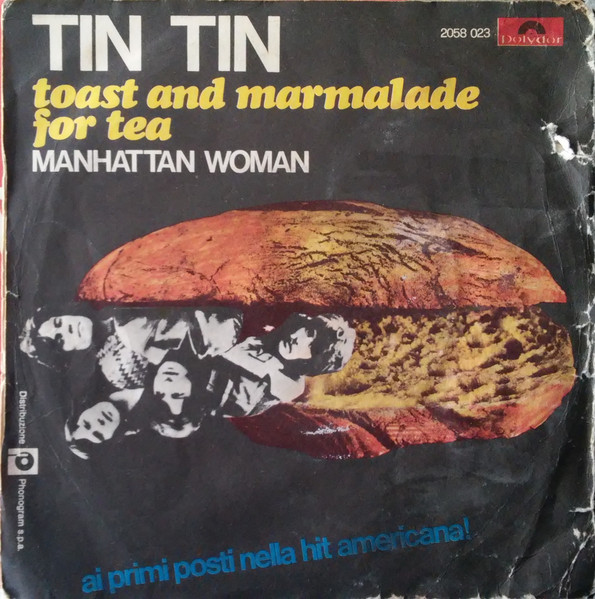 TIN TIN
2058 023
Polydor
toast and marmalade
for tea
MANHATTAN WOMAN
Distribuzione
Phonogram s.p.a.
ai primi posti nella hit americana!